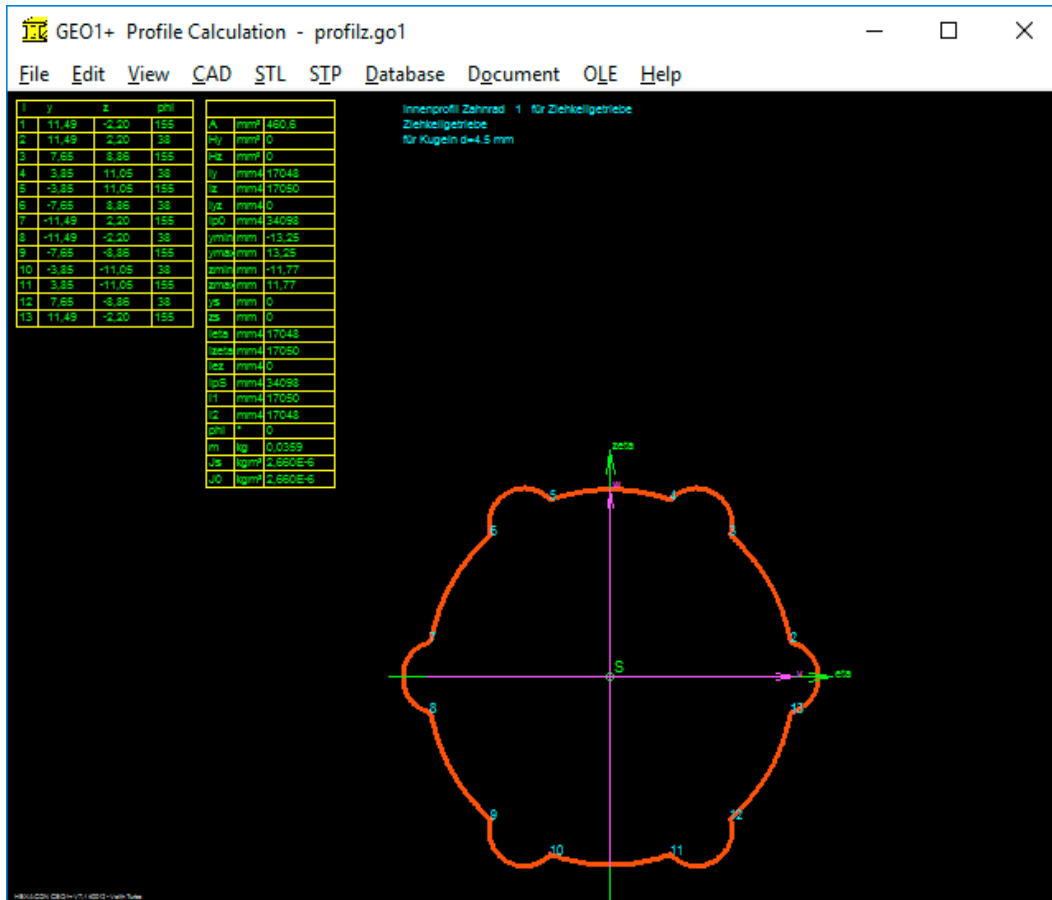 GEO1+ Profile Calculation - profilz.go1
File Edit View CAD STL STP Database Document OLE Help
I y z phi
1 11,49 -2,20 155
2 11,49 2,20 38
3 7,65 8,86 155
4 3,85 11,05 38
5 -3,85 11,05 155
6 -7,65 8,86 38
7 -11,49 2,20 155
8 -11,49 -2,20 38
9 -7,65 -8,86 155
10 -3,85 -11,05 38
11 3,85 -11,05 155
12 7,65 -8,86 38
13 11,49 -2,20 155
A mm² 460,6
Hy mm³ 0
Hz mm³ 0
Iy mm4 17048
Iz mm4 17050
Iyz mm4 0
Ip0 mm4 34098
ymin mm -13,25
ymax mm 13,25
zmin mm -11,77
zmax mm 11,77
ys mm 0
zs mm 0
Ieta mm4 17048
Izeta mm4 17050
Iez mm4 0
IpS mm4 34098
I1 mm4 17050
I2 mm4 17048
phi ° 0
m kg 0,0359
Js kgm² 2,660E-6
J0 kgm² 2,660E-6
Innenprofil Zahnrad 1 für Ziehkeilgetriebe
Ziehkeilgetriebe
für Kugeln d=4.5 mm
zeta
5
4
6
3
7
2
S
eta
8
13
9
12
10
11